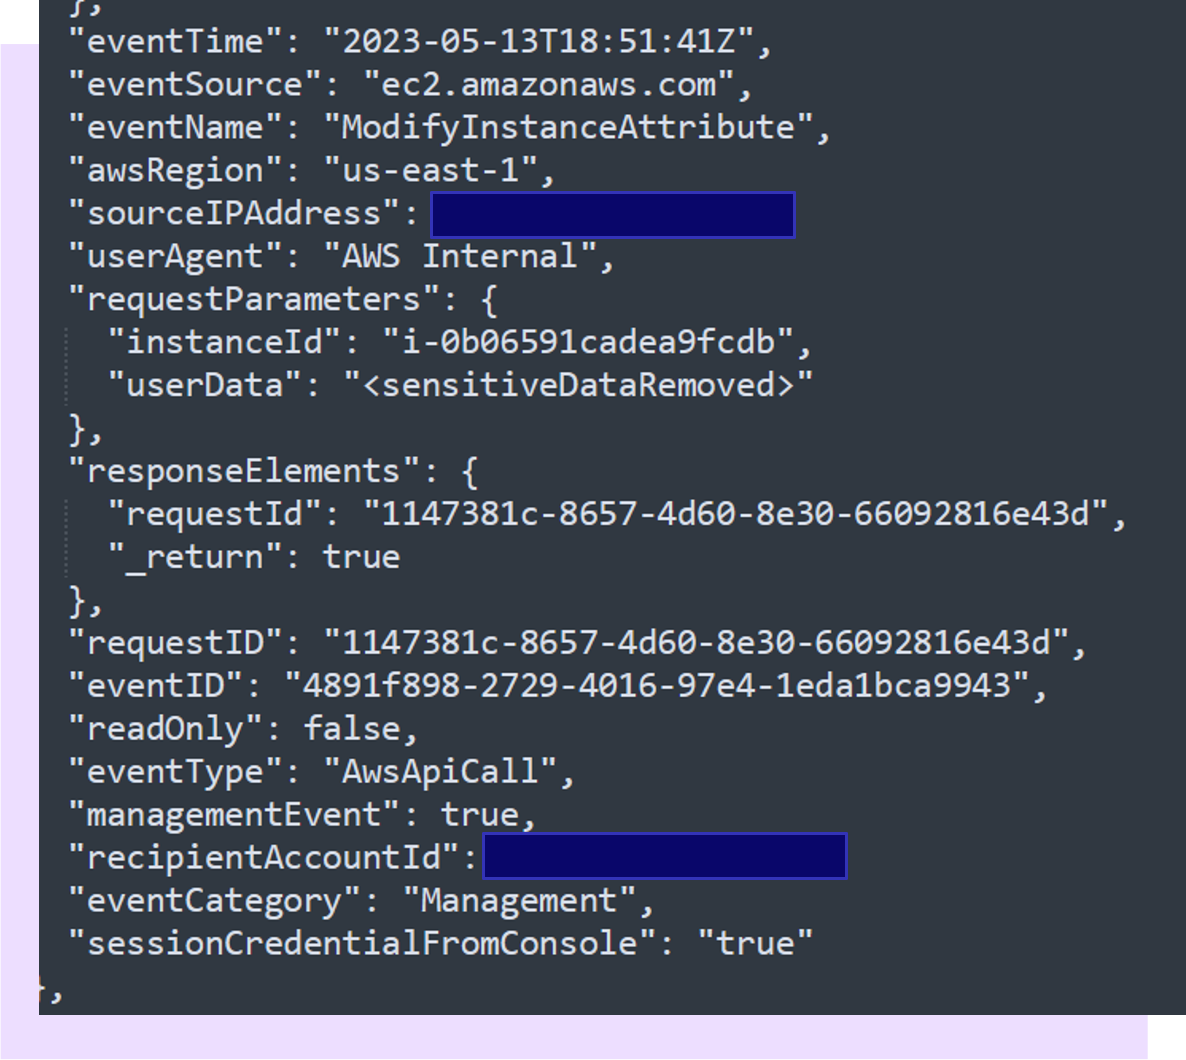 },
"eventTime": "2023-05-13T18:51:41Z",
"eventSource": "ec2.amazonaws.com",
"eventName": "ModifyInstanceAttribute",
"awsRegion": "us-east-1",
"sourceIPAddress":
"userAgent": "AWS Internal",
"requestParameters": {
"instanceId": "i-0b06591cadea9fcdb",
"userData": "<sensitiveDataRemoved>"
},
"responseElements": {
"requestId": "1147381c-8657-4d60-8e30-66092816e43d",
"_return": true
},
"requestID": "1147381c-8657-4d60-8e30-66092816e43d",
"eventID": "4891f898-2729-4016-97e4-1eda1bca9943",
"readOnly": false,
"eventType": "AwsApiCall",
"managementEvent": true,
"recipientAccountId":
"eventCategory": "Management",
"sessionCredentialFromConsole": "true"
},